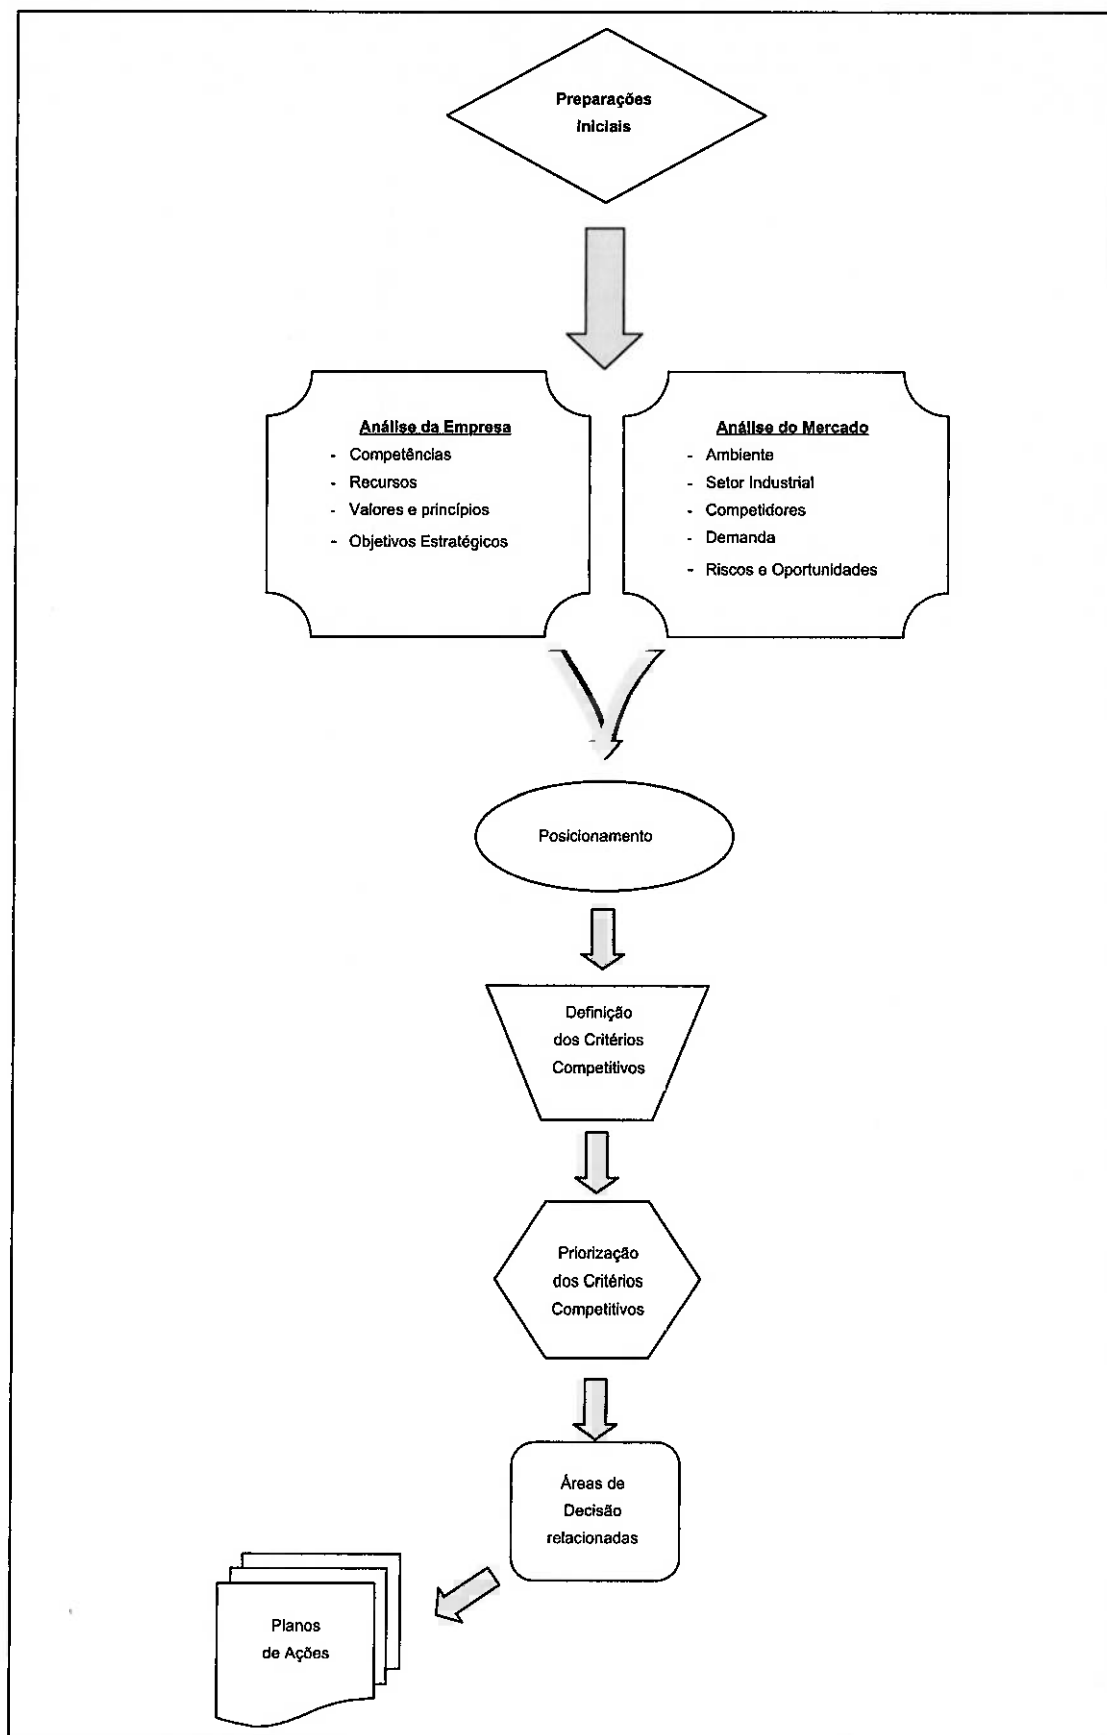 Preparações
Iniciais
Análise da Empresa
- Competências
- Recursos
- Valores e princípios
- Objetivos Estratégicos
Análise do Mercado
- Ambiente
- Setor Industrial
- Competidores
- Demanda
- Riscos e Oportunidades
Posicionamento
Definição
dos Critérios
Competitivos
Priorização
dos Critérios
Competitivos
Áreas de
Decisão
relacionadas
Planos
de Ações